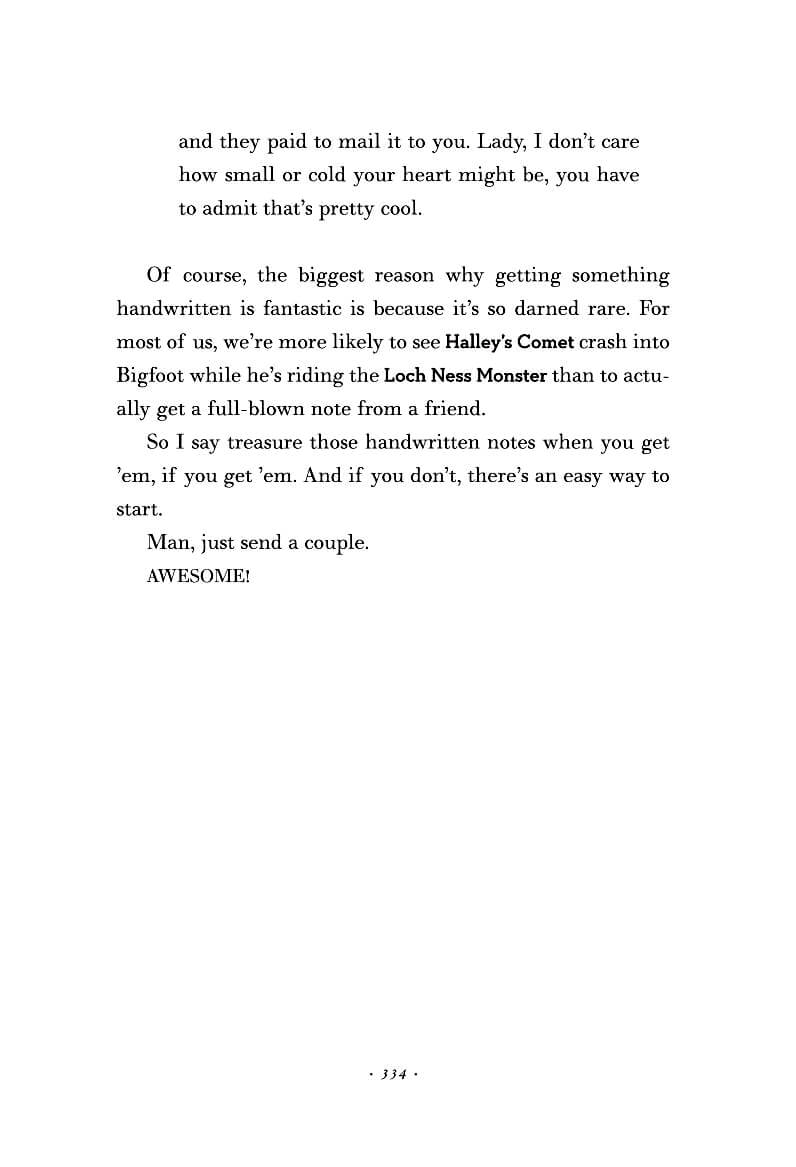 and they paid to mail it to you. Lady, I don’t care
how small or cold your heart might be, you have
to admit that’s pretty cool.
Of course, the biggest reason why getting something
handwritten is fantastic is because it’s so darned rare. For
most of us, we’re more likely to see Halley’s Comet crash into
Bigfoot while he’s riding the Loch Ness Monster than to actu-
ally get a full-blown note from a friend.
So I say treasure those handwritten notes when you get
’em, if you get ’em. And if you don’t, there’s an easy way to
start.
Man, just send a couple.
AWESOME!
· 334 ·